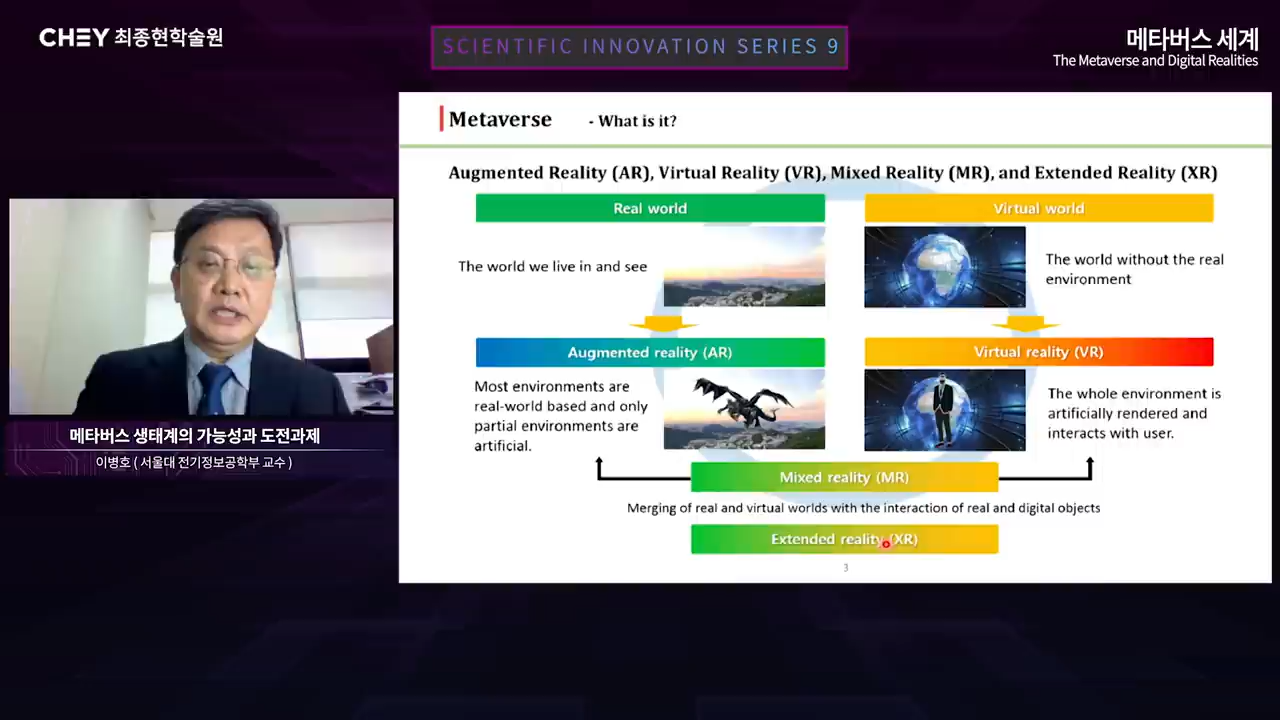 CHEY 최종현학술원
SCIENTIFIC INNOVATION SERIES 9
메타버스 세계
The Metaverse and Digital Realities
Metaverse - What is it?
Augmented Reality (AR), Virtual Reality (VR), Mixed Reality (MR), and Extended Reality (XR)
Real world
Virtual world
The world we live in and see
The world without the real
environment
Augmented reality (AR)
Virtual reality (VR)
Most environments are
real-world based and only
partial environments are
artificial.
The whole environment is
artificially rendered and
interacts with user.
Mixed reality (MR)
Merging of real and virtual worlds with the interaction of real and digital objects
Extended reality (XR)
3
메타버스 생태계의 가능성과 도전과제
이병호 ( 서울대 전기정보공학부 교수 )